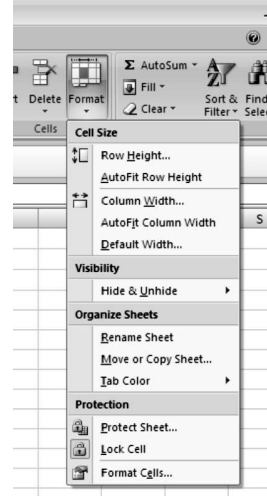 Σ AutoSum
Fill
Clear
Delete
Format
Sort &
Filter
Find
Selec
t
Cells
Cell Size
Row Height...
AutoFit Row Height
Column Width...
AutoFit Column Width
Default Width...
Visibility
Hide & Unhide
Organize Sheets
Rename Sheet
Move or Copy Sheet...
Tab Color
Protection
Protect Sheet...
Lock Cell
Format Cells...
S